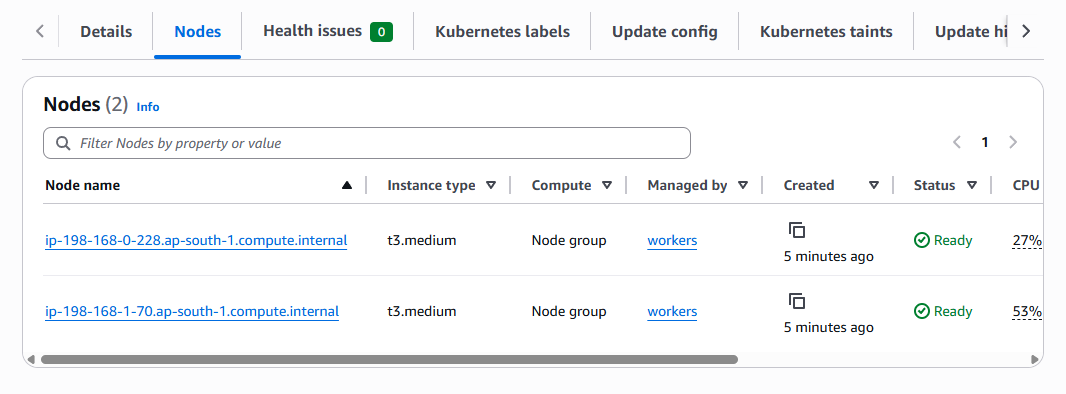 Details Nodes Health issues 0 Kubernetes labels Update config Kubernetes taints Update hi
Nodes (2) Info
Filter Nodes by property or value 1
Node name Instance type Compute Managed by Created Status CPU
ip-198-168-0-228.ap-south-1.compute.internal t3.medium Node group workers 5 minutes ago Ready 27%
ip-198-168-1-70.ap-south-1.compute.internal t3.medium Node group workers 5 minutes ago Ready 53%